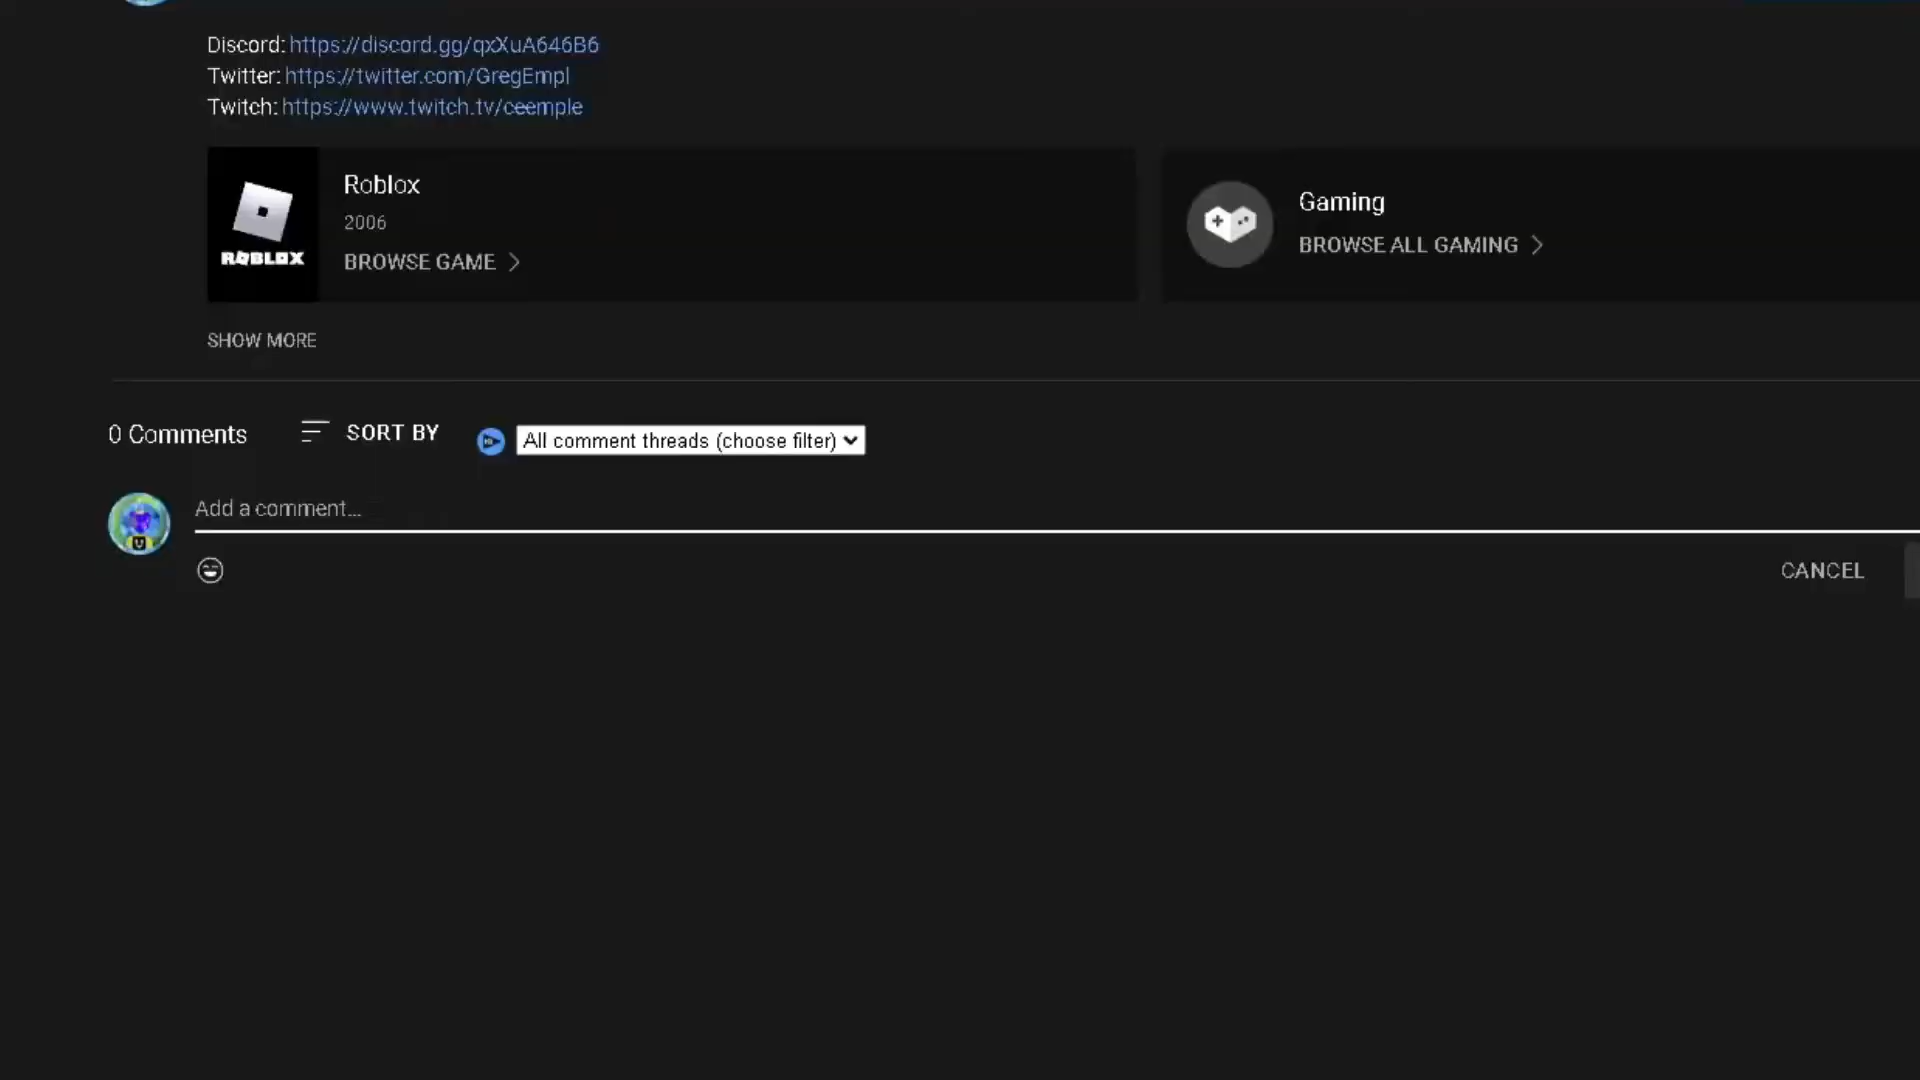 Discord: https://discord.gg/qxXuA646B6
Twitter: https://twitter.com/GregEmpl
Twitch: https://www.twitch.tv/ceemple
ROBLOX
Roblox
2006
BROWSE GAME
Gaming
BROWSE ALL GAMING
SHOW MORE
0 Comments
SORT BY
All comment threads (choose filter)
Add a comment...
CANCEL